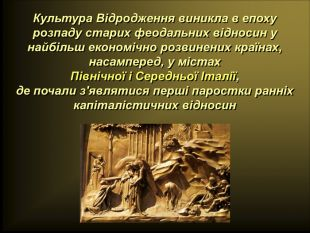 Культура Відродження виникла в епоху
розпаду старих феодальних відносин у
найбільш економічно розвинених країнах,
насамперед, у містах
Північної і Середньої Італії,
де почали з'являтися перші паростки ранніх
капіталістичних відносин